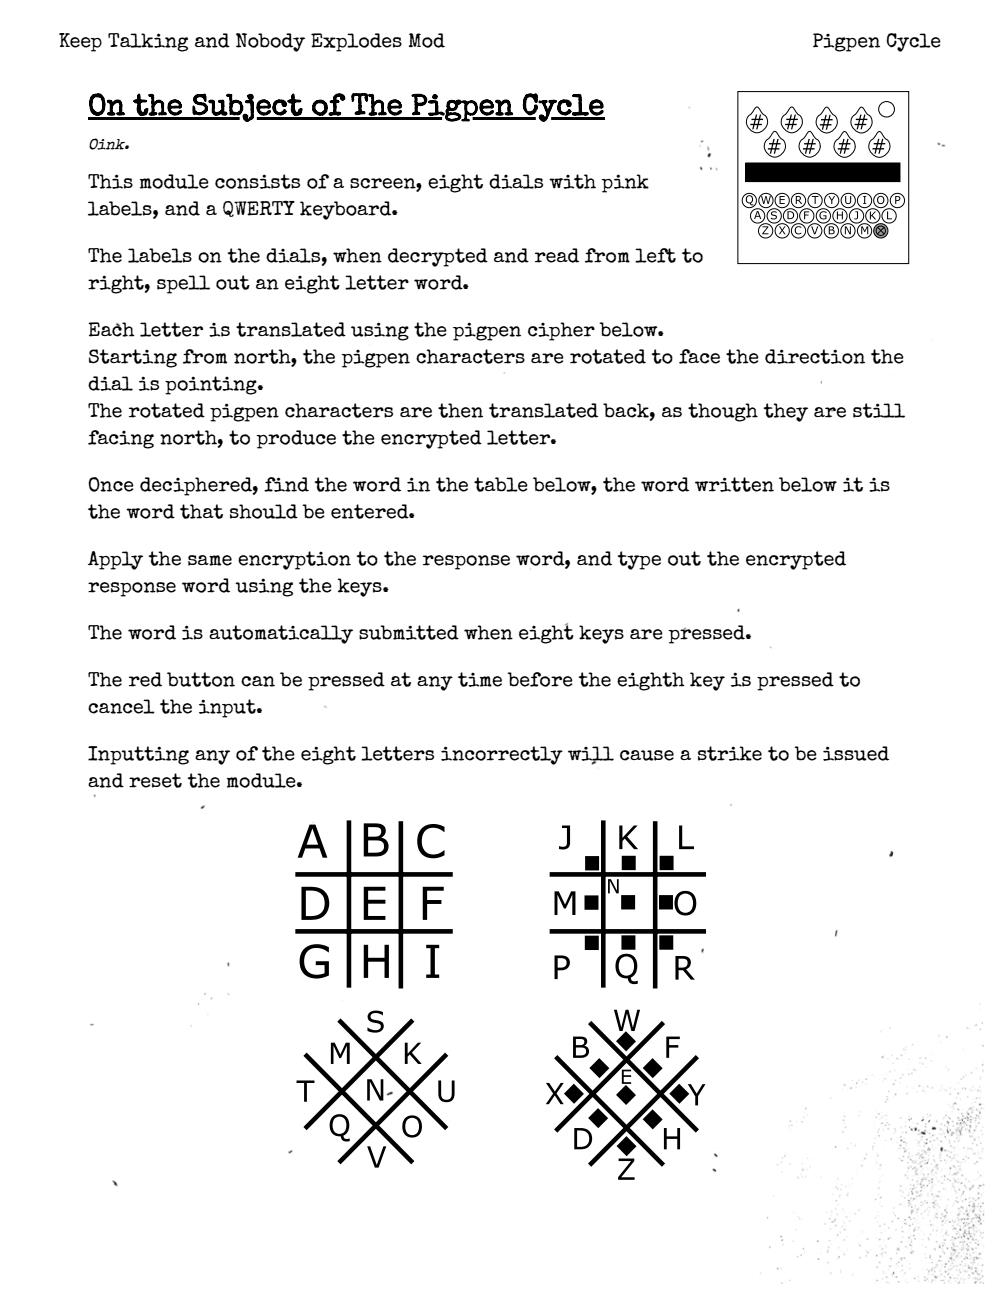 Keep Talking and Nobody Explodes Mod
Pigpen Cycle
On the Subject of The Pigpen Cycle
Oink.
# # # #
# # # #
QWERTYUIOP
ASDFGHJKL
ZXCVBNM
This module consists of a screen, eight dials with pink
labels, and a QWERTY keyboard.
The labels on the dials, when decrypted and read from left to
right, spell out an eight letter word.
Each letter is translated using the pigpen cipher below.
Starting from north, the pigpen characters are rotated to face the direction the
dial is pointing.
The rotated pigpen characters are then translated back, as though they are still
facing north, to produce the encrypted letter.
Once deciphered, find the word in the table below, the word written below it is
the word that should be entered.
Apply the same encryption to the response word, and type out the encrypted
response word using the keys.
The word is automatically submitted when eight keys are pressed.
The red button can be pressed at any time before the eighth key is pressed to
cancel the input.
Inputting any of the eight letters incorrectly will cause a strike to be issued
and reset the module.
A B C
D E F
G H I
J K L
M N O
P Q R
S
M K
T N U
Q O
V
W
B F
X E Y
D H
Z